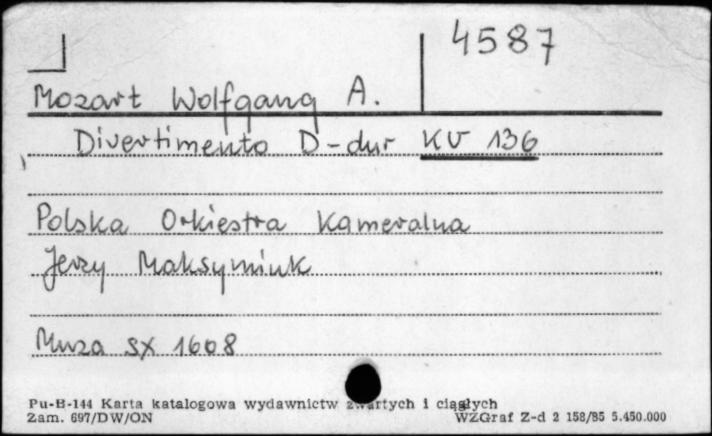 4587
Mozart Wolfgang A.
Divertimento D-dur KV 136
Polska Orkiestra Kameralna
Jerzy Maksymiuk
Muza SX 1608
Pu-B-144 Karta katalogowa wydawnictw zwartych i ciągłych
Zam. 697/DW/ON WZGraf Z-d 2 158/85 5.450.000